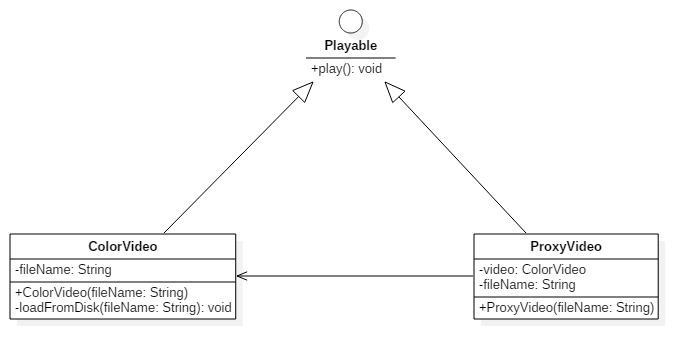 Playable
+play(): void
ColorVideo
-fileName: String
+ColorVideo(fileName: String)
-loadFromDisk(fileName: String): void
ProxyVideo
-video: ColorVideo
-fileName: String
+ProxyVideo(fileName: String)